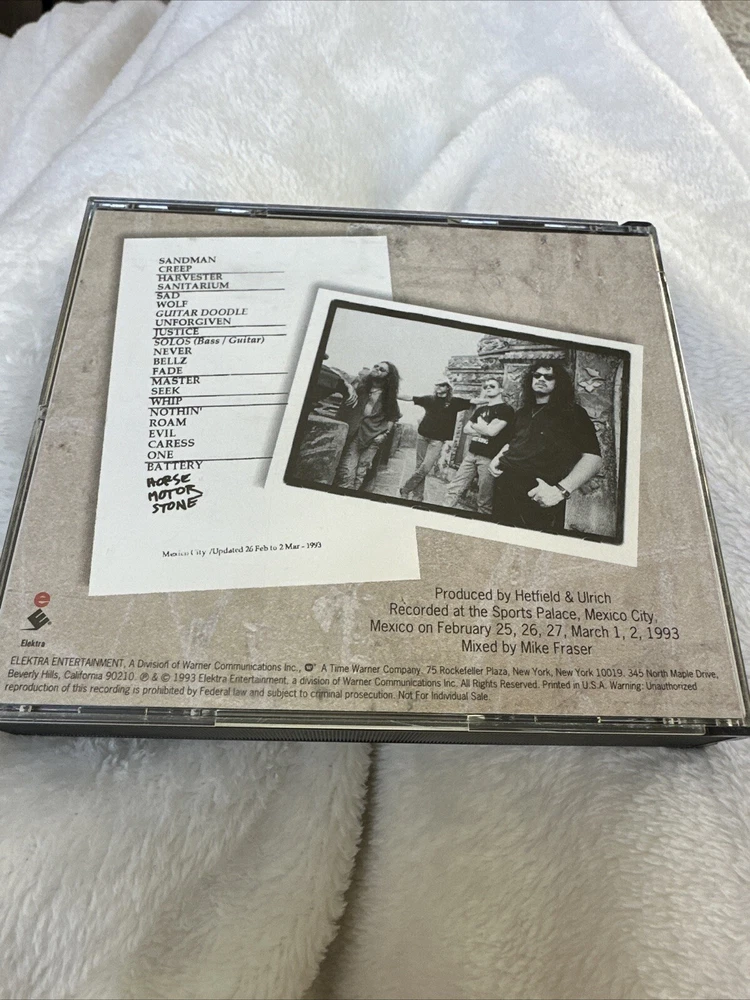 SANDMAN
CREEP
HARVESTER
SANITARIUM
SAD
WOLF
GUITAR DOODLE
UNFORGIVEN
JUSTICE
SOLOS (Bass / Guitar)
NEVER
BELLZ
FADE
MASTER
SEEK
WHIP
NOTHIN'
ROAM
EVIL
CARESS
ONE
BATTERY
HORSE
MOTOR
STONE
Mexico City /Updated 26 Feb to 2 Mar - 1993
Produced by Hetfield & Ulrich
Recorded at the Sports Palace, Mexico City,
Mexico on February 25, 26, 27, March 1, 2, 1993
Mixed by Mike Fraser
e
Elektra
ELEKTRA ENTERTAINMENT, A Division of Warner Communications Inc., A Time Warner Company, 75 Rockefeller Plaza, New York, New York 10019. 345 North Maple Drive,
Beverly Hills, California 90210. ℗ & © 1993 Elektra Entertainment, a division of Warner Communications Inc. All Rights Reserved. Printed in U.S.A. Warning: Unauthorized
reproduction of this recording is prohibited by Federal law and subject to criminal prosecution. Not For Individual Sale.